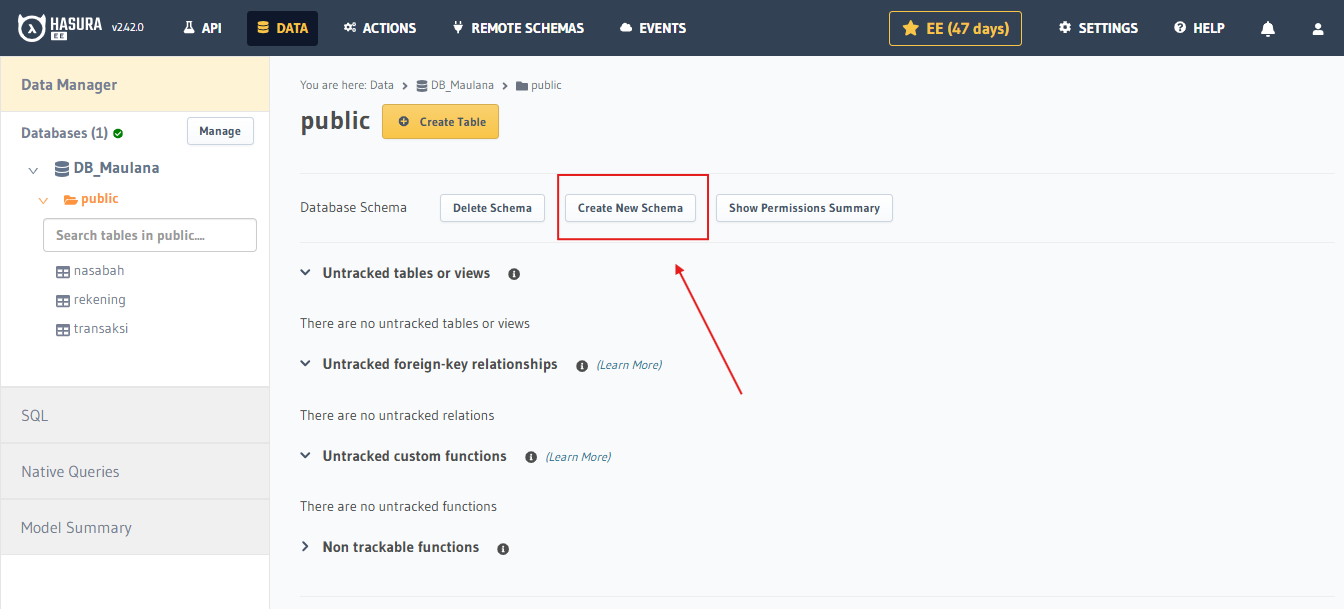 HASURA EE v2.42.0 API DATA ACTIONS REMOTE SCHEMAS EVENTS EE (47 days) SETTINGS HELP
Data Manager
Databases (1) Manage
DB_Maulana
public
Search tables in public....
nasabah
rekening
transaksi
SQL
Native Queries
Model Summary
You are here: Data > DB_Maulana > public
public Create Table
Database Schema Delete Schema Create New Schema Show Permissions Summary
Untracked tables or views
There are no untracked tables or views
Untracked foreign-key relationships (Learn More)
There are no untracked relations
Untracked custom functions (Learn More)
There are no untracked functions
Non trackable functions